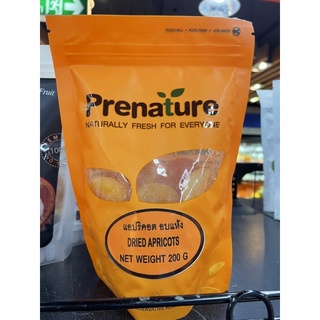 Prenature
NATURALLY FRESH FOR EVERYONE
แอปริคอต อบแห้ง
DRIED APRICOTS
NET WEIGHT 200 G
Fruit